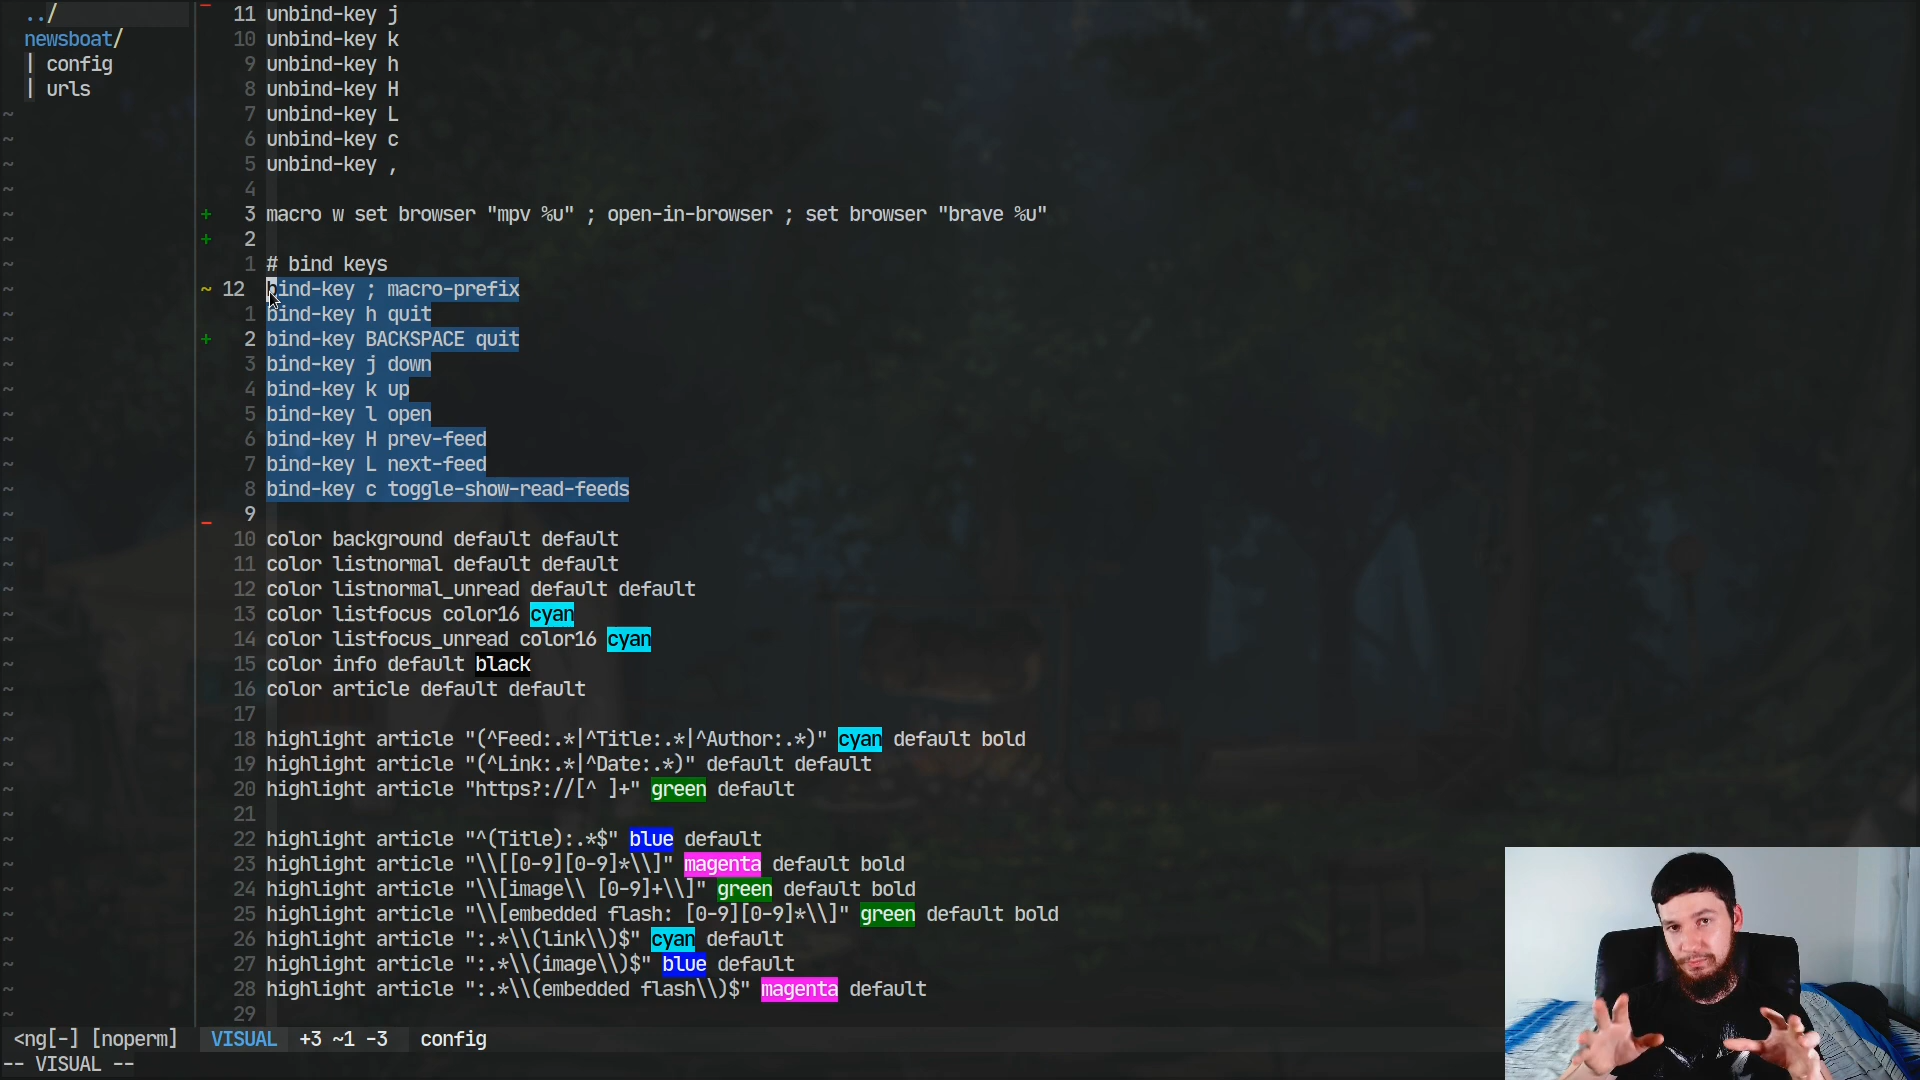 ../
newsboat/
| config
| urls
11 unbind-key j
10 unbind-key k
9 unbind-key h
8 unbind-key H
7 unbind-key L
6 unbind-key c
5 unbind-key ,
4
+ 3 macro w set browser "mpv %u" ; open-in-browser ; set browser "brave %u"
+ 2
1 # bind keys
~ 12 bind-key ; macro-prefix
1 bind-key h quit
+ 2 bind-key BACKSPACE quit
3 bind-key j down
4 bind-key k up
5 bind-key l open
6 bind-key H prev-feed
7 bind-key L next-feed
8 bind-key c toggle-show-read-feeds
9
10 color background default default
11 color listnormal default default
12 color listnormal_unread default default
13 color listfocus color16 cyan
14 color listfocus_unread color16 cyan
15 color info default black
16 color article default default
17
18 highlight article "(^Feed:.*|^Title:.*|^Author:.*)" cyan default bold
19 highlight article "(^Link:.*|^Date:.*)" default default
20 highlight article "https?://[^ ]+" green default
21
22 highlight article "^(Title):.*$" blue default
23 highlight article "\\[[0-9][0-9]*\\]" magenta default bold
24 highlight article "\\[image\\ [0-9]+\\]" green default bold
25 highlight article "\\[embedded flash: [0-9][0-9]*\\]" green default bold
26 highlight article ":.*\\(link\\)$" cyan default
27 highlight article ":.*\\(image\\)$" blue default
28 highlight article ":.*\\(embedded flash\\)$" magenta default
29
<ng[-] [noperm] VISUAL +3 ~1 -3 config
-- VISUAL --